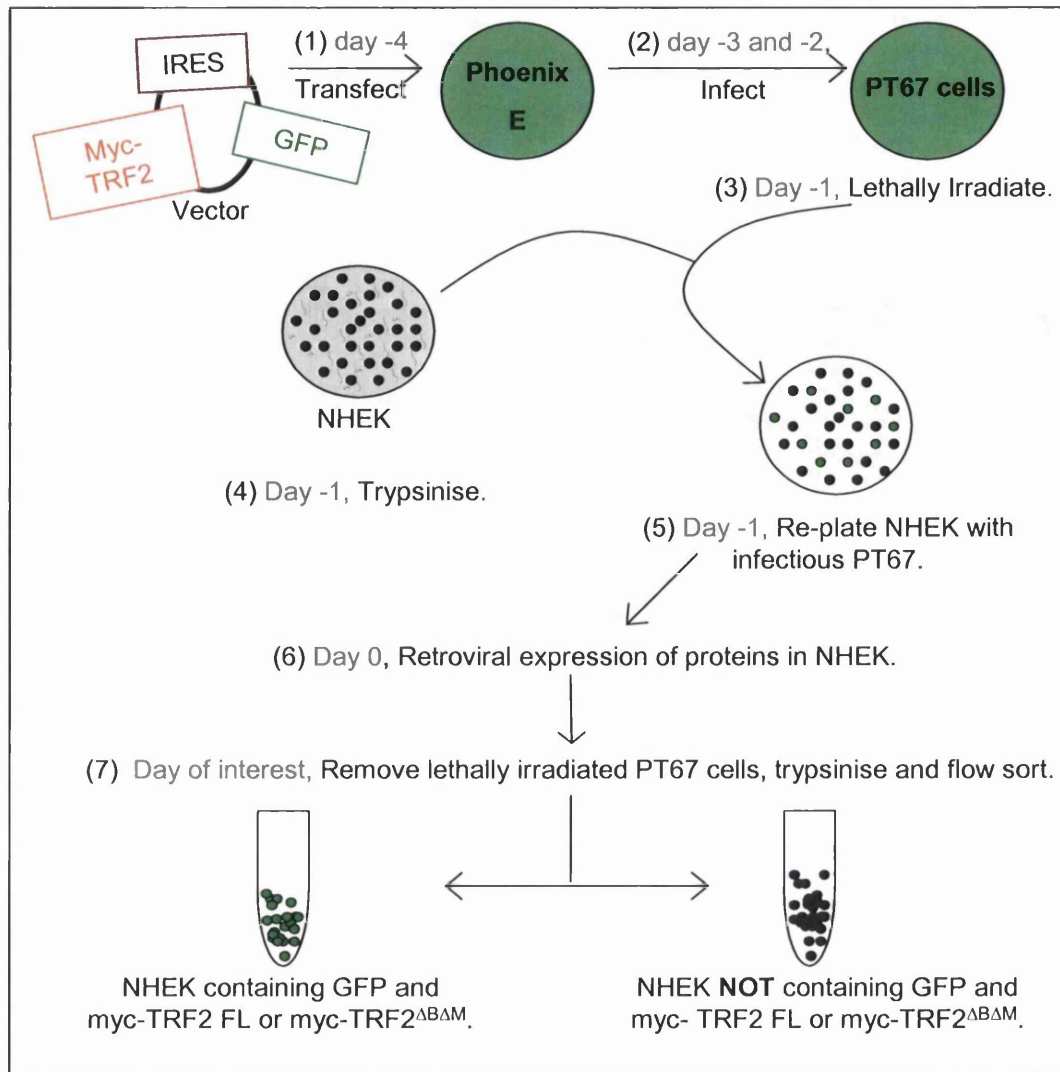 IRES
Myc-
TRF2
GFP
Vector
(1) day -4
Transfect
Phoenix
E
(2) day -3 and -2,
Infect
PT67 cells
(3) Day -1, Lethally Irradiate.
NHEK
(4) Day -1, Trypsinise.
(5) Day -1, Re-plate NHEK with
infectious PT67.
(6) Day 0, Retroviral expression of proteins in NHEK.
(7) Day of interest, Remove lethally irradiated PT67 cells, trypsinise and flow sort.
NHEK containing GFP and
myc-TRF2 FL or myc-TRF2ΔBΔM.
NHEK NOT containing GFP and
myc- TRF2 FL or myc-TRF2ΔBΔM.